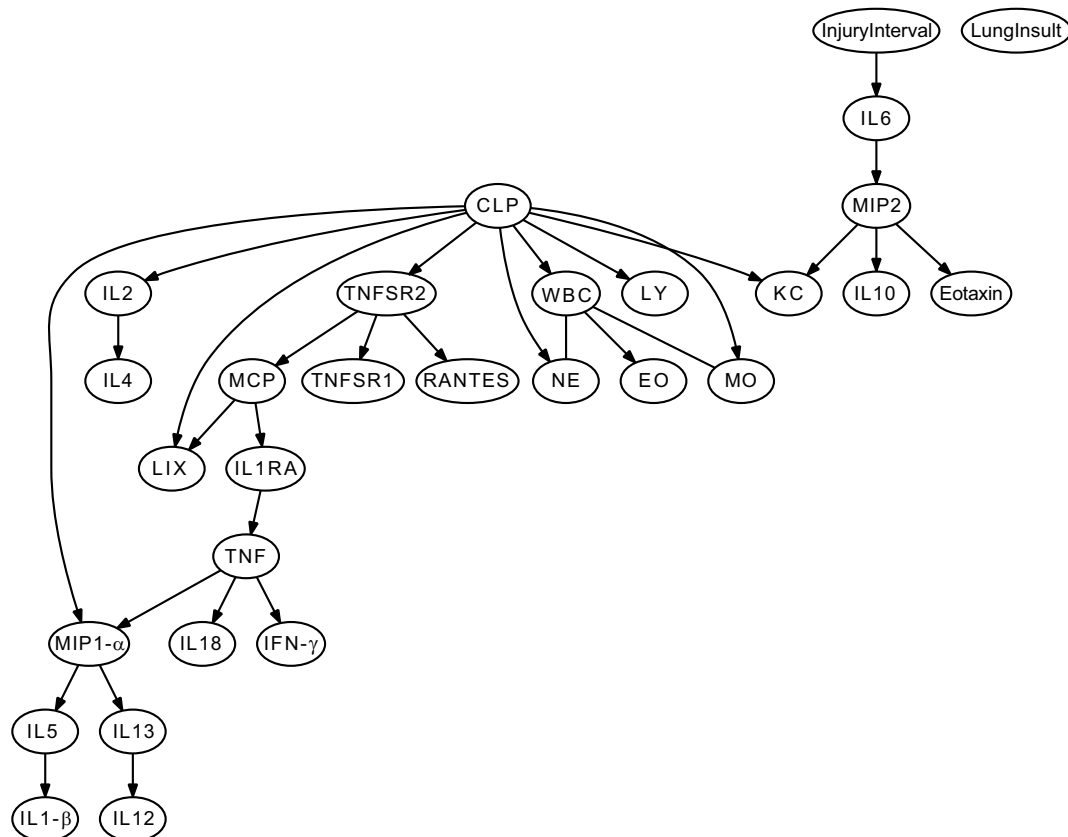 InjuryInterval LungInsult
IL6
CLP MIP2
IL2 TNFSR2 WBC LY KC IL10 Eotaxin
IL4 MCP TNFSR1 RANTES NE EO MO
LIX IL1RA
TNF
MIP1-α IL18 IFN-γ
IL5 IL13
IL1-β IL12